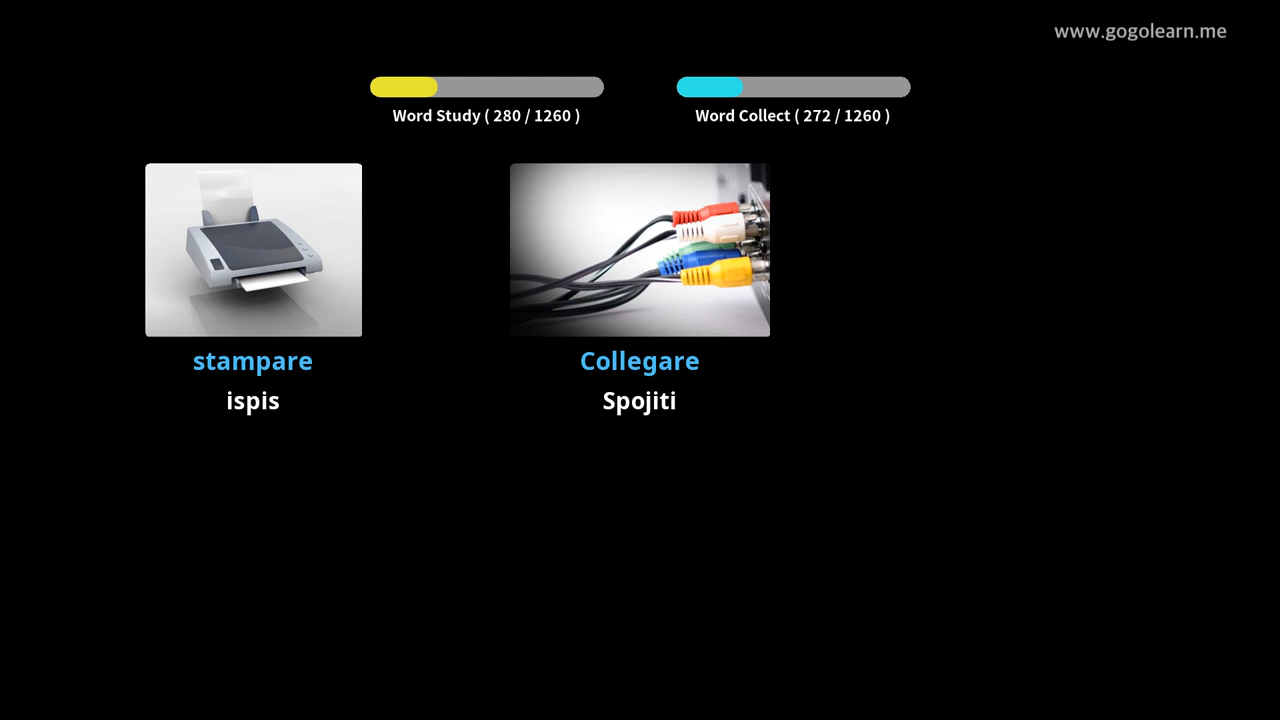 www.gogolearn.me
Word Study ( 280 / 1260 )
Word Collect ( 272 / 1260 )
stampare
ispis
Collegare
Spojiti